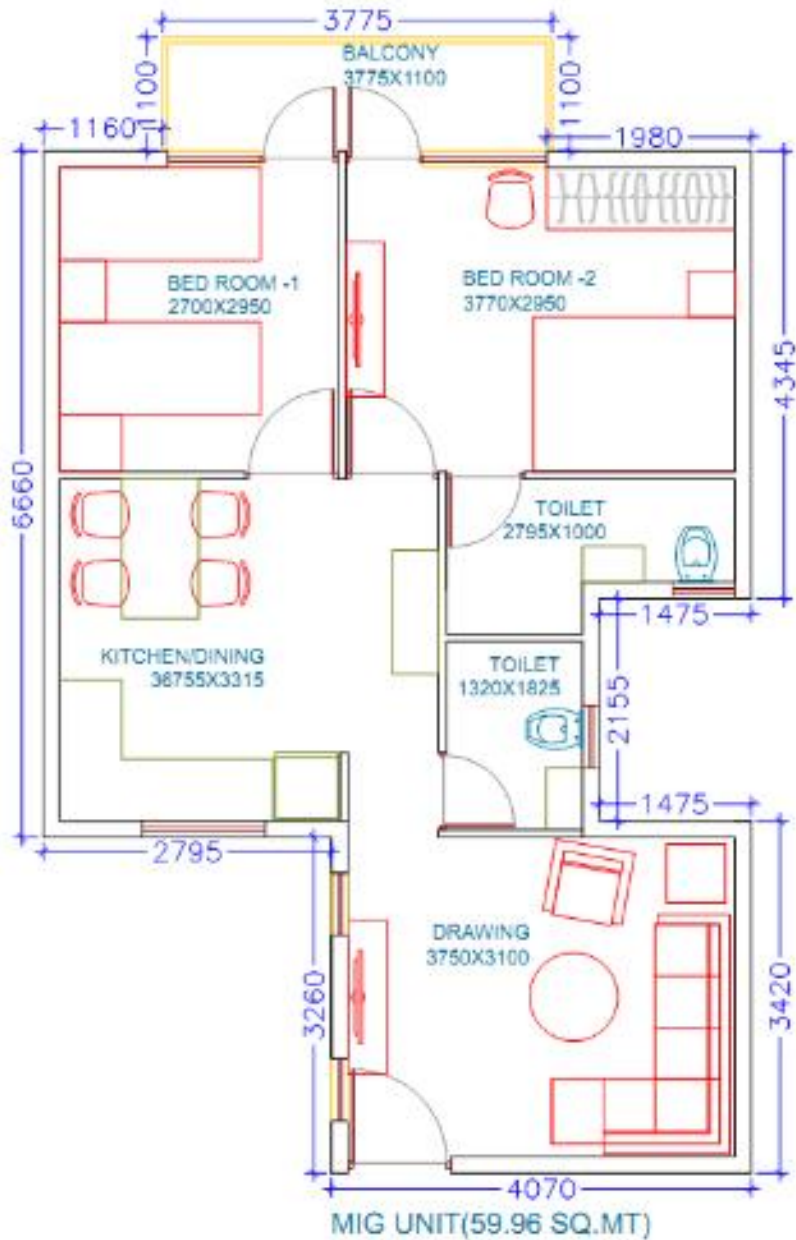 3775
BALCONY
3775X1100
1100
1100
1160
1980
BED ROOM -1
2700X2950
BED ROOM -2
3770X2950
4345
6660
TOILET
2795X1000
1475
KITCHEN/DINING
36755X3315
TOILET
1320X1825
2155
1475
2795
DRAWING
3750X3100
3260
3420
4070
MIG UNIT(59.96 SQ.MT)